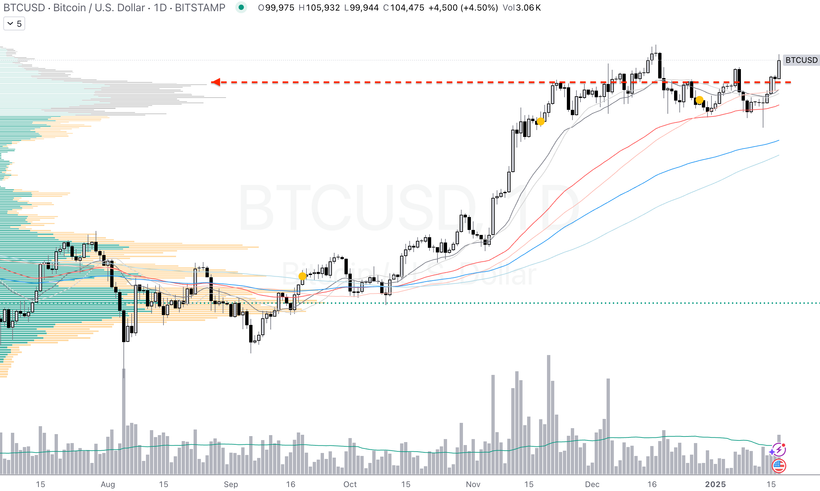 BTCUSD · Bitcoin / U.S. Dollar · 1D · BITSTAMP O99,975 H105,932 L99,944 C104,475 +4,500 (+4.50%) Vol3.06 K
5
BTCUSD
BTCUSD, 1D
Bitcoin / U.S. Dollar
15 Aug 15 Sep 16 Oct 15 Nov 15 Dec 16 2025 15